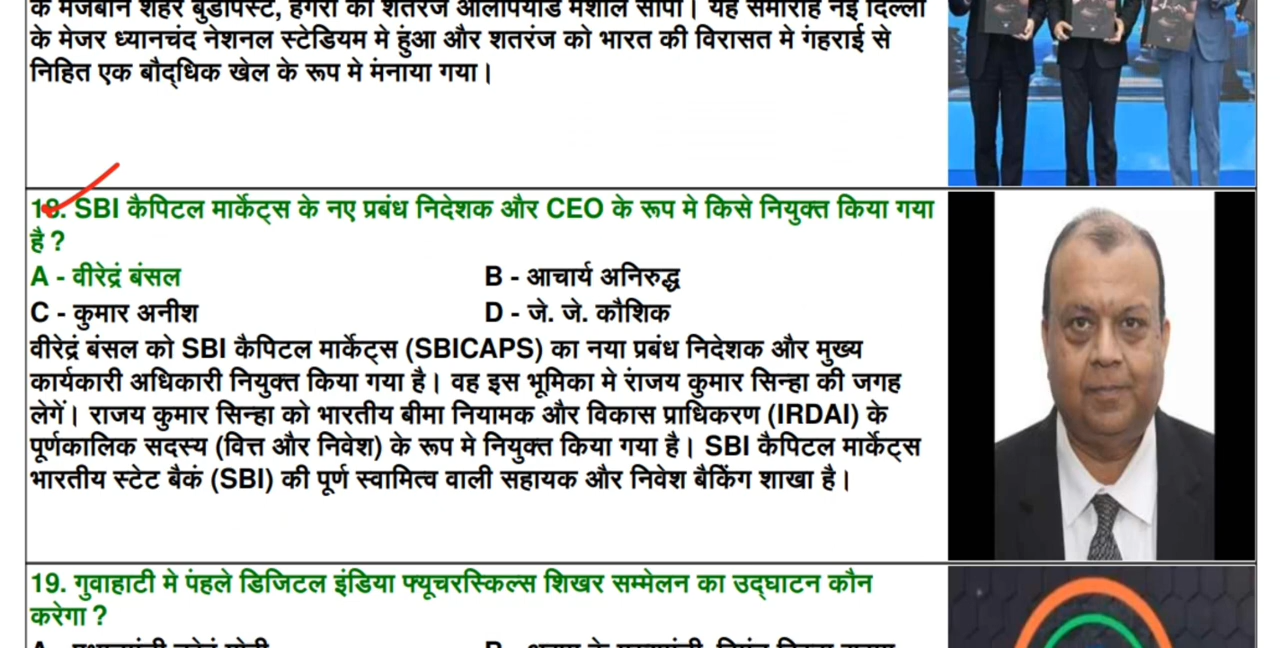 के मेजबान शहर बुडापेस्ट, हंगरी को शतरंज ओलंपियाड मशाल सौंपी। यह समारोह नई दिल्ली
के मेजर ध्यानचंद नेशनल स्टेडियम मे हुंआ और शतरंज को भारत की विरासत मे गंहराई से
निहित एक बौद्धिक खेल के रूप मे मंनाया गया।
18. SBI कैपिटल मार्केट्स के नए प्रबंध निदेशक और CEO के रूप मे किसे नियुक्त किया गया
है ?
A - वीरेद्रं बंसल B - आचार्य अनिरुद्ध
C - कुमार अनीश D - जे. जे. कौशिक
वीरेद्रं बंसल को SBI कैपिटल मार्केट्स (SBICAPS) का नया प्रबंध निदेशक और मुख्य
कार्यकारी अधिकारी नियुक्त किया गया है। वह इस भूमिका मे रंाजय कुमार सिन्हा की जगह
लेगें। राजय कुमार सिन्हा को भारतीय बीमा नियामक और विकास प्राधिकरण (IRDAI) के
पूर्णकालिक सदस्य (वित्त और निवेश) के रूप मे नियुक्त किया गया है। SBI कैपिटल मार्केट्स
भारतीय स्टेट बैकं (SBI) की पूर्ण स्वामित्व वाली सहायक और निवेश बैकिंग शाखा है।
19. गुवाहाटी मे पंहले डिजिटल इंडिया फ्यूचरस्किल्स शिखर सम्मेलन का उद्घाटन कौन
करेगा ?